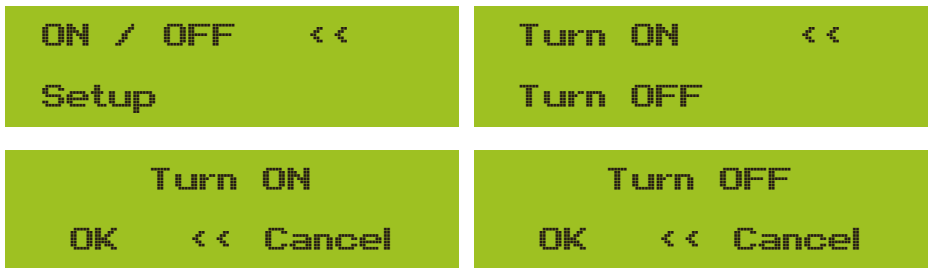 ON / OFF <<
Setup
Turn ON <<
Turn OFF
Turn ON
OK << Cancel
Turn OFF
OK << Cancel